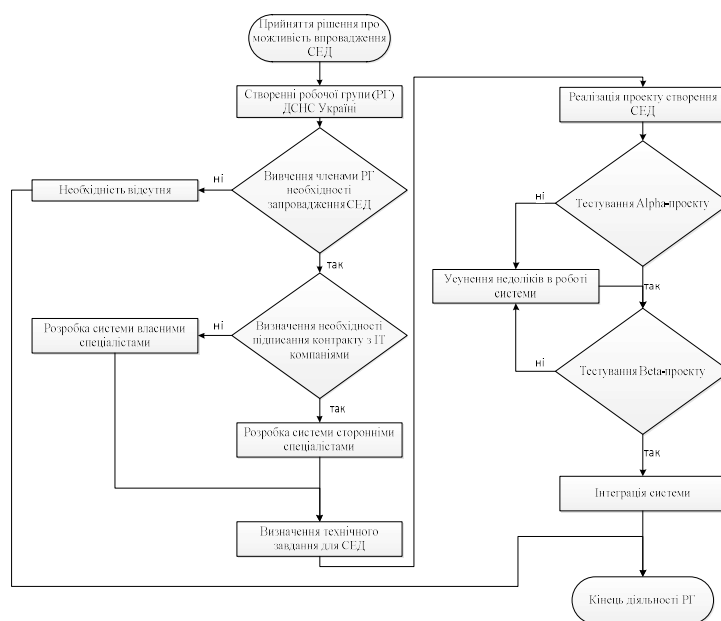 Прийняття рішення про
можливість впровадження
СЕД
Створенні робочої групи (РГ)
ДСНС Україні
Вивчення членами РГ
необхідності
запровадження СЕД
ні
Необхідність відсутня
так
Визначення необхідності
підписання контракту з ІТ
компаніями
ні
Розробка системи власними
спеціалістами
так
Розробка системи сторонніми
спеціалістами
Визначення технічного
завдання для СЕД
Реалізація проекту створення
СЕД
Тестування Alpha-проекту
ні
Усунення недоліків в роботі
системи
так
Тестування Beta-проекту
ні
так
Інтеграція системи
Кінець діяльності РГ